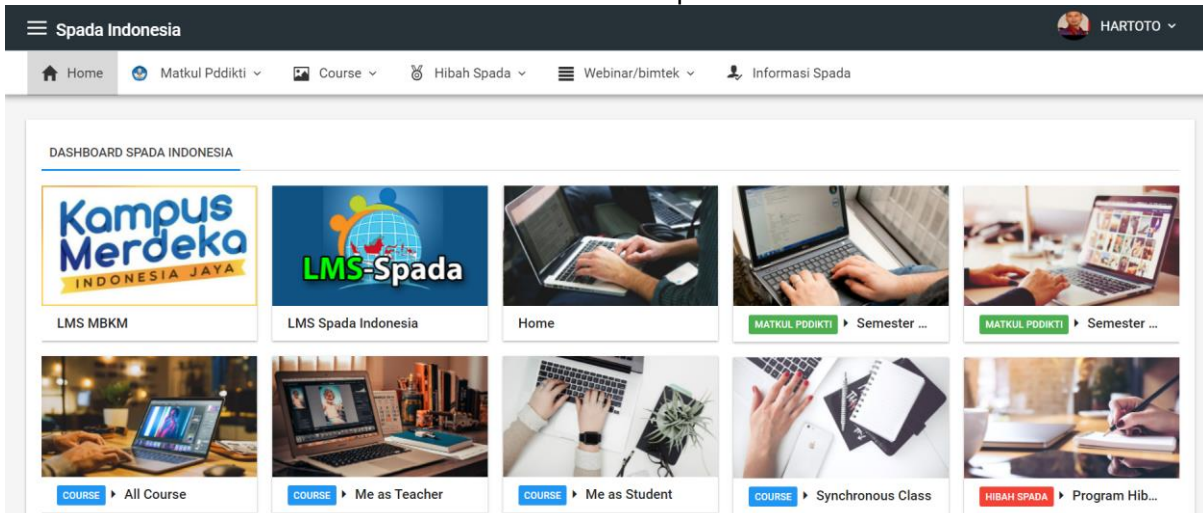 Spada Indonesia
HARTOTO
Home
Matkul Pddikti
Course
Hibah Spada
Webinar/bimtek
Informasi Spada
DASHBOARD SPADA INDONESIA
Kampus
Merdeka
INDONESIA JAYA
LMS-Spada
LMS MBKM
LMS Spada Indonesia
Home
MATKUL PDDIKTI Semester ...
MATKUL PDDIKTI Semester ...
COURSE All Course
COURSE Me as Teacher
COURSE Me as Student
COURSE Synchronous Class
HIBAH SPADA Program Hib...